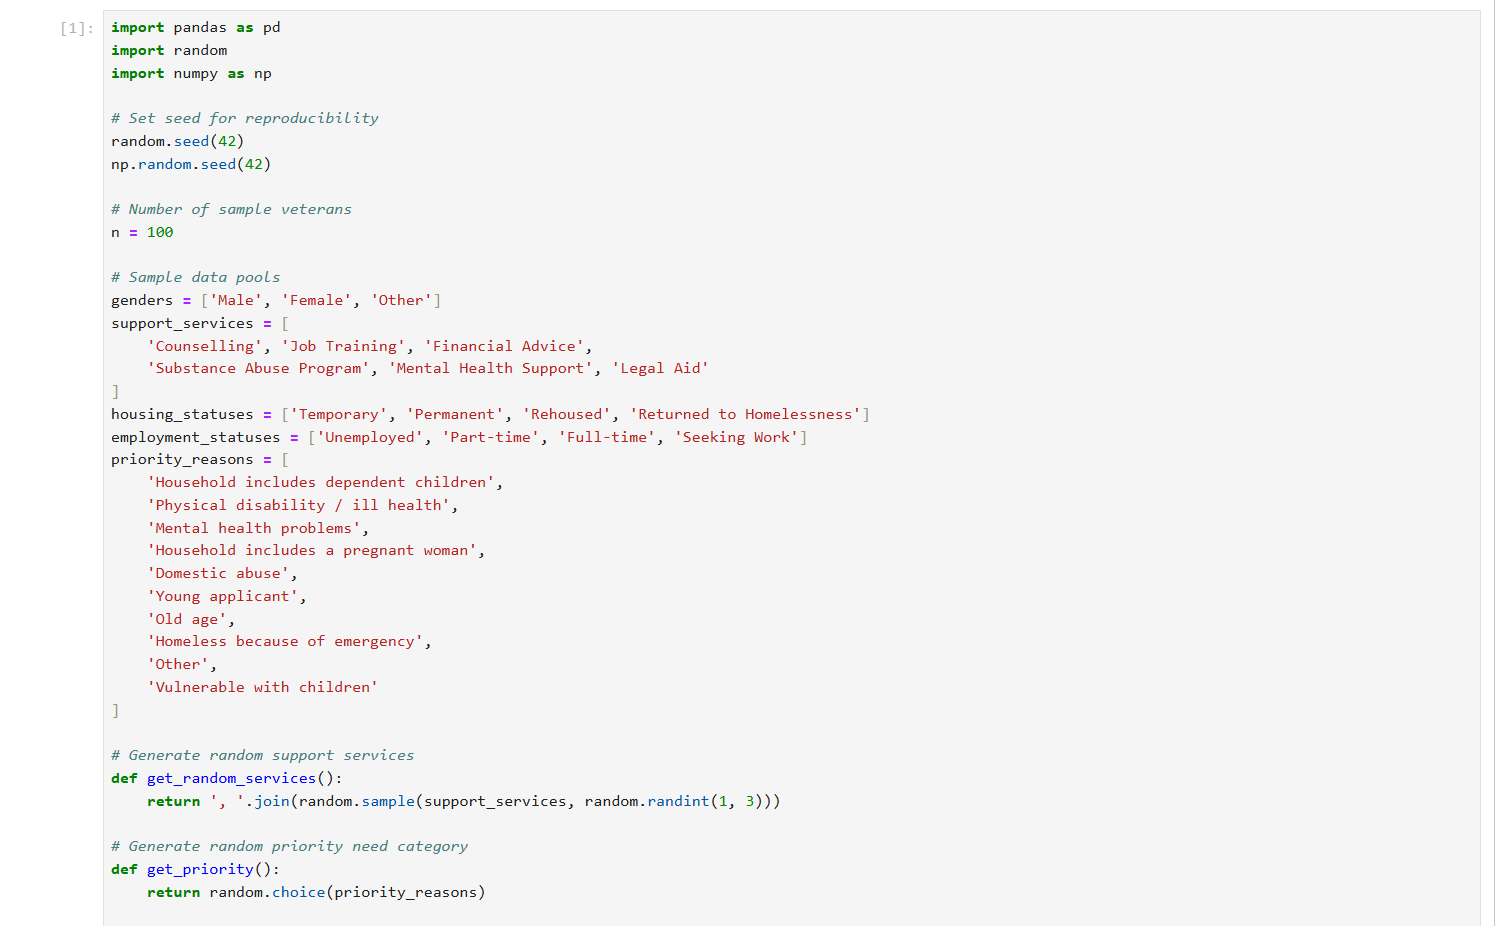 [1]: import pandas as pd
import random
import numpy as np
# Set seed for reproducibility
random.seed(42)
np.random.seed(42)
# Number of sample veterans
n = 100
# Sample data pools
genders = ['Male', 'Female', 'Other']
support_services = [
    'Counselling', 'Job Training', 'Financial Advice',
    'Substance Abuse Program', 'Mental Health Support', 'Legal Aid'
]
housing_statuses = ['Temporary', 'Permanent', 'Rehoused', 'Returned to Homelessness']
employment_statuses = ['Unemployed', 'Part-time', 'Full-time', 'Seeking Work']
priority_reasons = [
    'Household includes dependent children',
    'Physical disability / ill health',
    'Mental health problems',
    'Household includes a pregnant woman',
    'Domestic abuse',
    'Young applicant',
    'Old age',
    'Homeless because of emergency',
    'Other',
    'Vulnerable with children'
]
# Generate random support services
def get_random_services():
    return ', '.join(random.sample(support_services, random.randint(1, 3)))
# Generate random priority need category
def get_priority():
    return random.choice(priority_reasons)